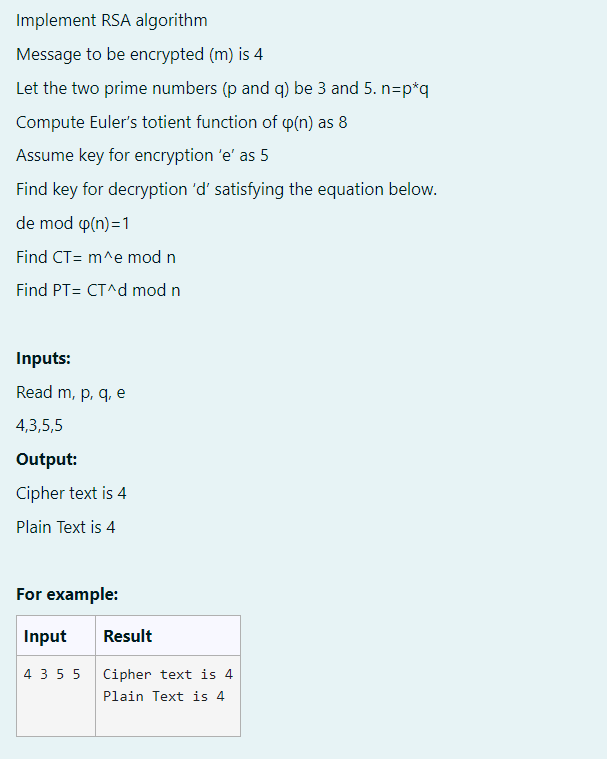 Implement RSA algorithm
Message to be encrypted (m) is 4
Let the two prime numbers (p and q) be 3 and 5. n=p*q
Compute Euler’s totient function of φ(n) as 8
Assume key for encryption ‘e’ as 5
Find key for decryption ‘d’ satisfying the equation below.
de mod φ(n)=1
Find CT= m^e mod n
Find PT= CT^d mod n
Inputs:
Read m, p, q, e
4,3,5,5
Output:
Cipher text is 4
Plain Text is 4
For example:
Input Result
4 3 5 5 Cipher text is 4
Plain Text is 4